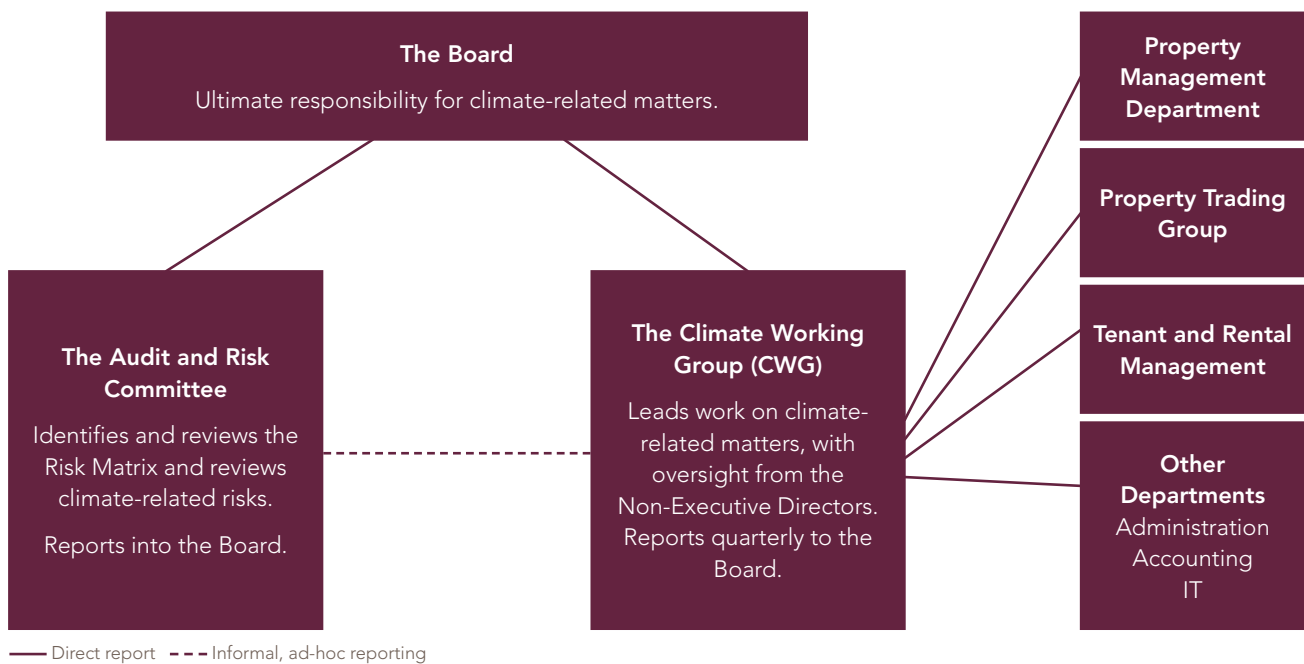 The Board
Ultimate responsibility for climate-related matters.
The Audit and Risk
Committee
Identifies and reviews the
Risk Matrix and reviews
climate-related risks.
Reports into the Board.
The Climate Working
Group (CWG)
Leads work on climate-
related matters, with
oversight from the
Non-Executive Directors.
Reports quarterly to the
Board.
Property
Management
Department
Property Trading
Group
Tenant and Rental
Management
Other
Departments
Administration
Accounting
IT
Direct report
Informal, ad-hoc reporting